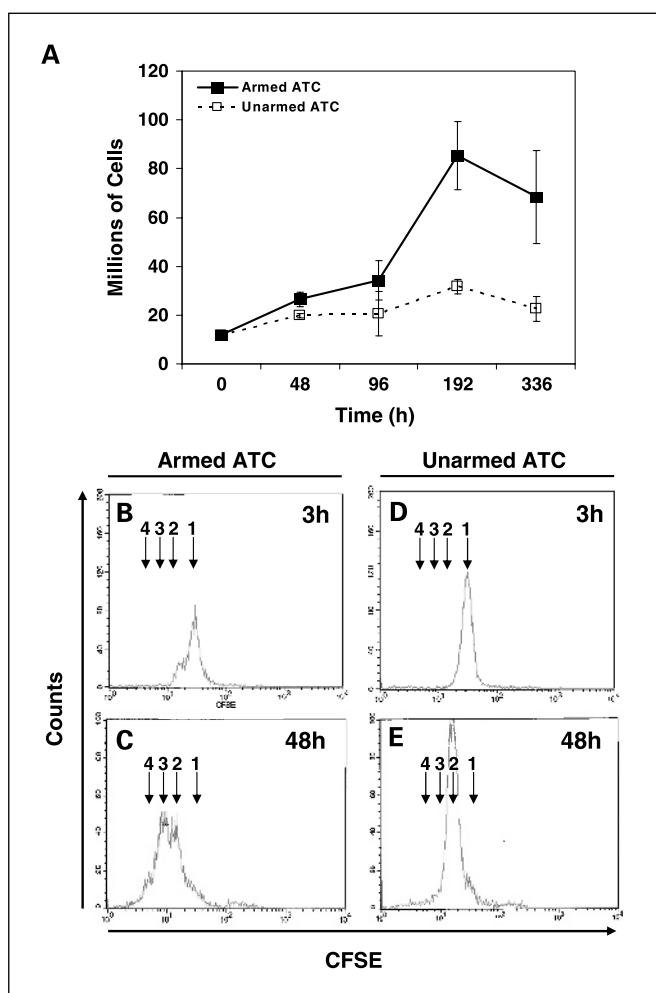 A
120
100
80
60
40
20
0
Millions of Cells
Armed ATC
Unarmed ATC
0 48 96 192 336
Time (h)
Armed ATC Unarmed ATC
B 3h
4 3 2 1
D 3h
4 3 2 1
C 48h
4 3 2 1
E 48h
4 3 2 1
CFSE
Counts
CFSE